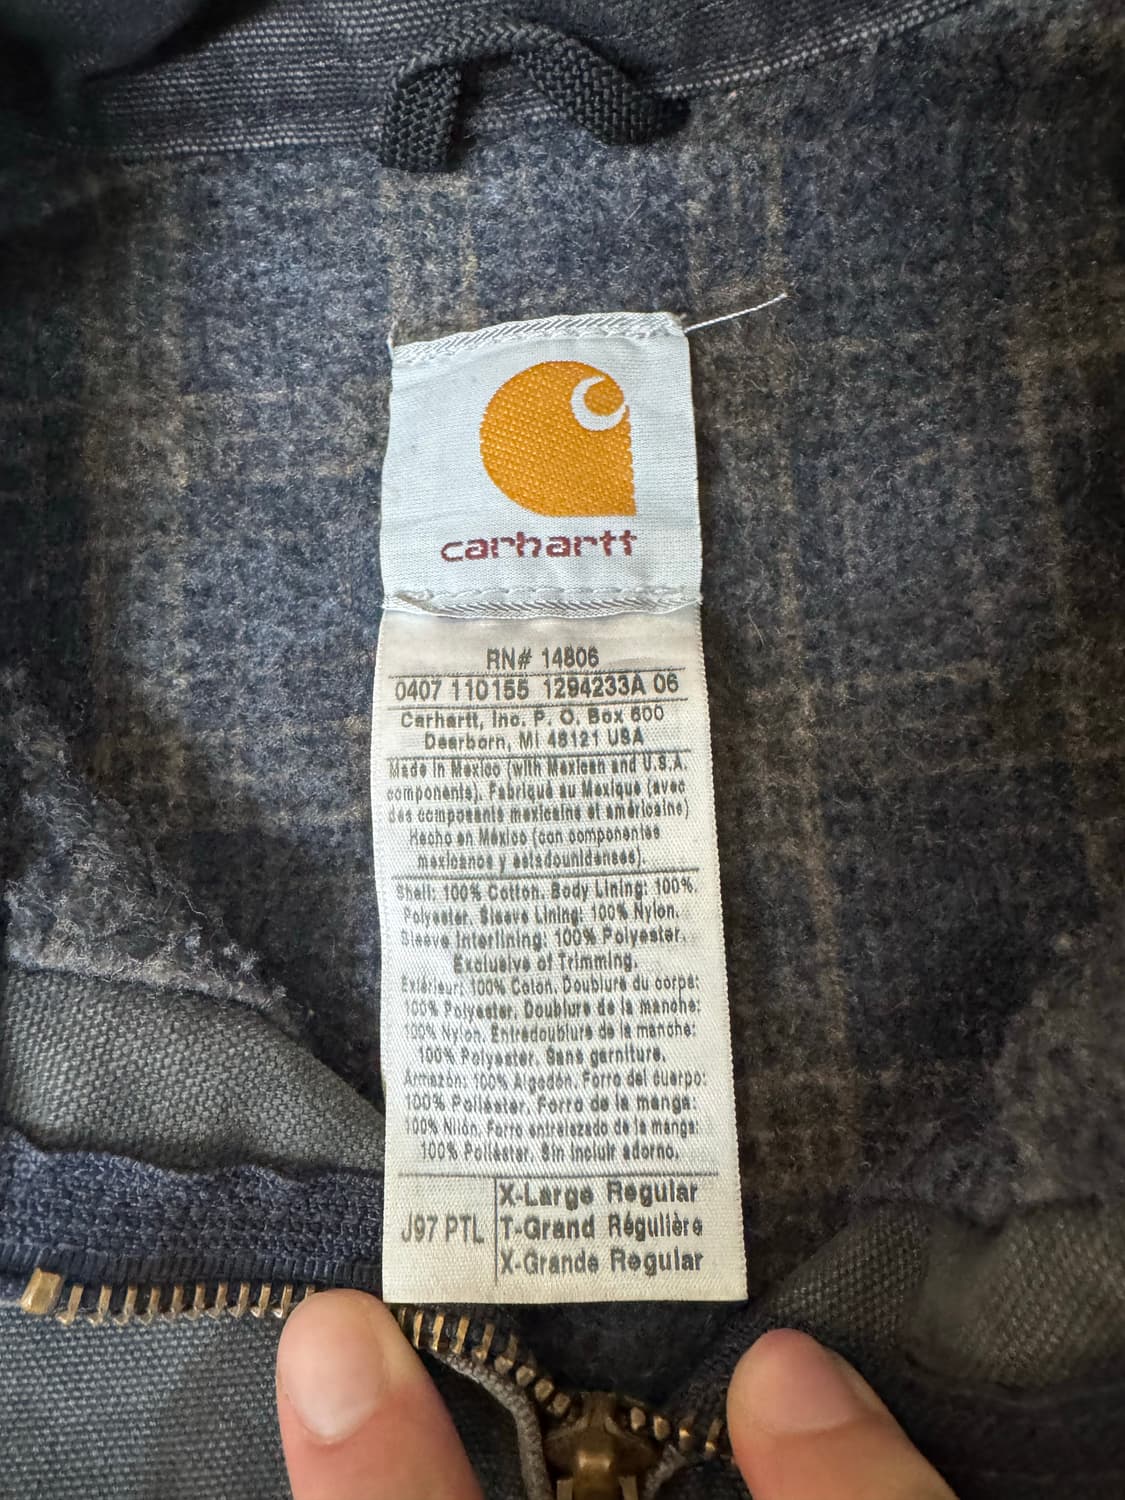 carhartt
RN# 14806
0407 110155 1294233A 06
Carhartt, Inc. P. O. Box 600
Dearborn, MI 48121 USA
Made in Mexico (with Mexican and U.S.A.
components). Fabriqué au Mexique (avec
des composants mexicains et américains)
Hecho en México (con componentes
mexicanos y estadounidenses).
Shell: 100% Cotton. Body Lining: 100%.
Polyester. Sleeve Lining: 100% Nylon.
Sleeve Interlining: 100% Polyester.
Exclusive of Trimming.
Extérieur: 100% Coton. Doublure du corps:
100% Polyester. Doublure de la manche:
100% Nylon. Entredoublure de la manche:
100% Polyester. Sans garniture.
Armazón: 100% Algodón. Forro del cuerpo:
100% Poliéster. Forro de la manga:
100% Nilón. Forro entrelazado de la manga:
100% Poliéster. Sin incluir adorno.
J97 PTL
X-Large Regular
T-Grand Régulière
X-Grande Regular